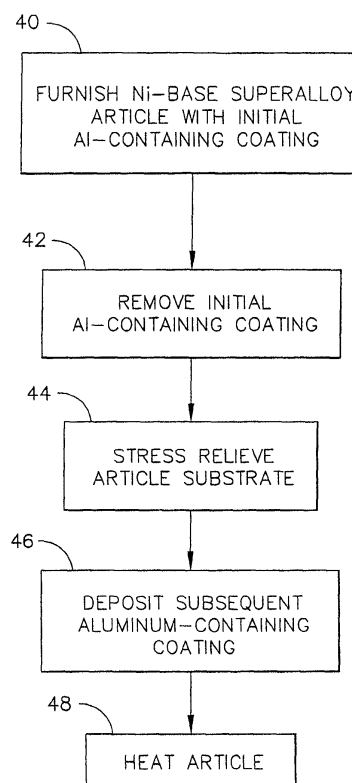 40
FURNISH Ni-BASE SUPERALLOY
ARTICLE WITH INITIAL
Al-CONTAINING COATING
42
REMOVE INITIAL
Al-CONTAINING COATING
44
STRESS RELIEVE
ARTICLE SUBSTRATE
46
DEPOSIT SUBSEQUENT
ALUMINUM-CONTAINING
COATING
48
HEAT ARTICLE